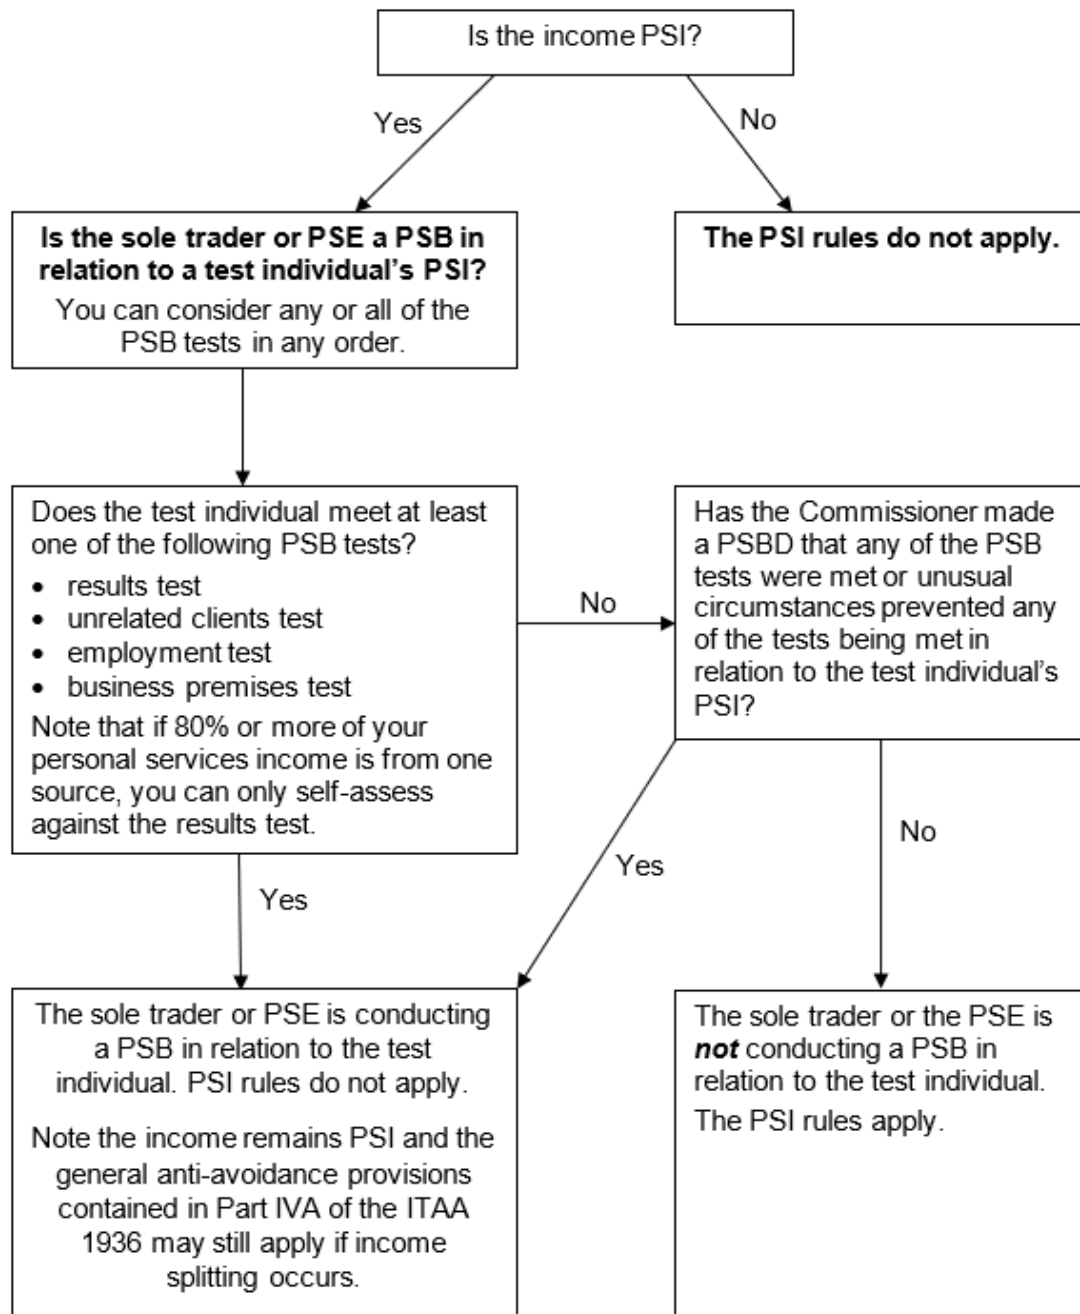 Is the income PSI?
Yes
No
Is the sole trader or PSE a PSB in
relation to a test individual's PSI?
You can consider any or all of the
PSB tests in any order.
The PSI rules do not apply.
Does the test individual meet at least
one of the following PSB tests?
• results test
• unrelated clients test
• employment test
• business premises test
Note that if 80% or more of your
personal services income is from one
source, you can only self-assess
against the results test.
No
Has the Commissioner made
a PSBD that any of the PSB
tests were met or unusual
circumstances prevented any
of the tests being met in
relation to the test individual's
PSI?
Yes
Yes
No
The sole trader or PSE is conducting
a PSB in relation to the test
individual. PSI rules do not apply.
Note the income remains PSI and the
general anti-avoidance provisions
contained in Part IVA of the ITAA
1936 may still apply if income
splitting occurs.
The sole trader or the PSE is
not conducting a PSB in
relation to the test individual.
The PSI rules apply.